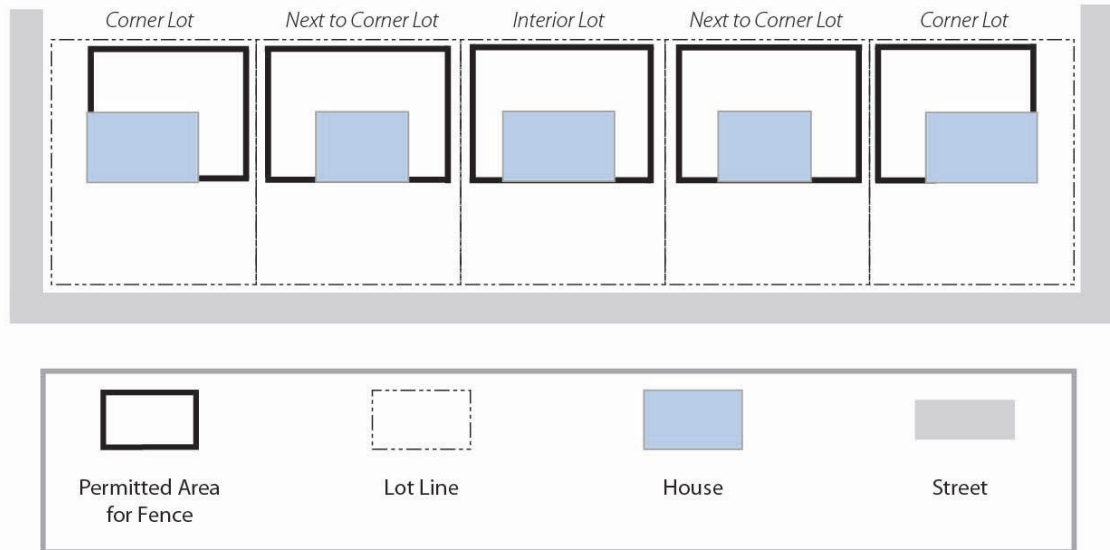 Corner Lot
Next to Corner Lot
Interior Lot
Next to Corner Lot
Corner Lot
Permitted Area
for Fence
Lot Line
House
Street